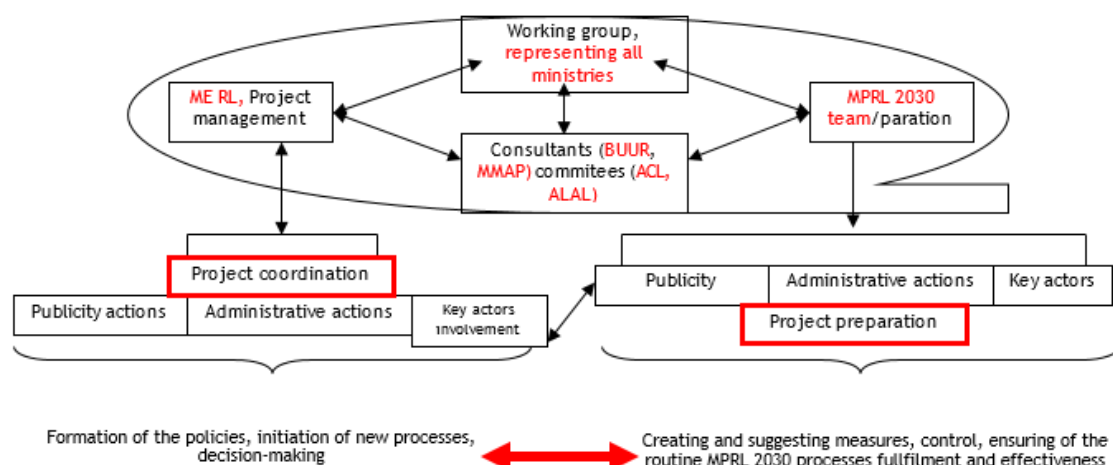 Working group,
representing all
ministries
ME RL, Project
management
MPRL 2030
team/paration
Consultants (BUUR,
MMAP) commitees (ACL,
ALAL)
Project coordination
Publicity actions
Administrative actions
Key actors
involvement
Publicity
Administrative actions
Key actors
Project preparation
Formation of the policies, initiation of new processes,
decision-making
Creating and suggesting measures, control, ensuring of the
routine MPRL 2030 processes fullfilment and effectiveness